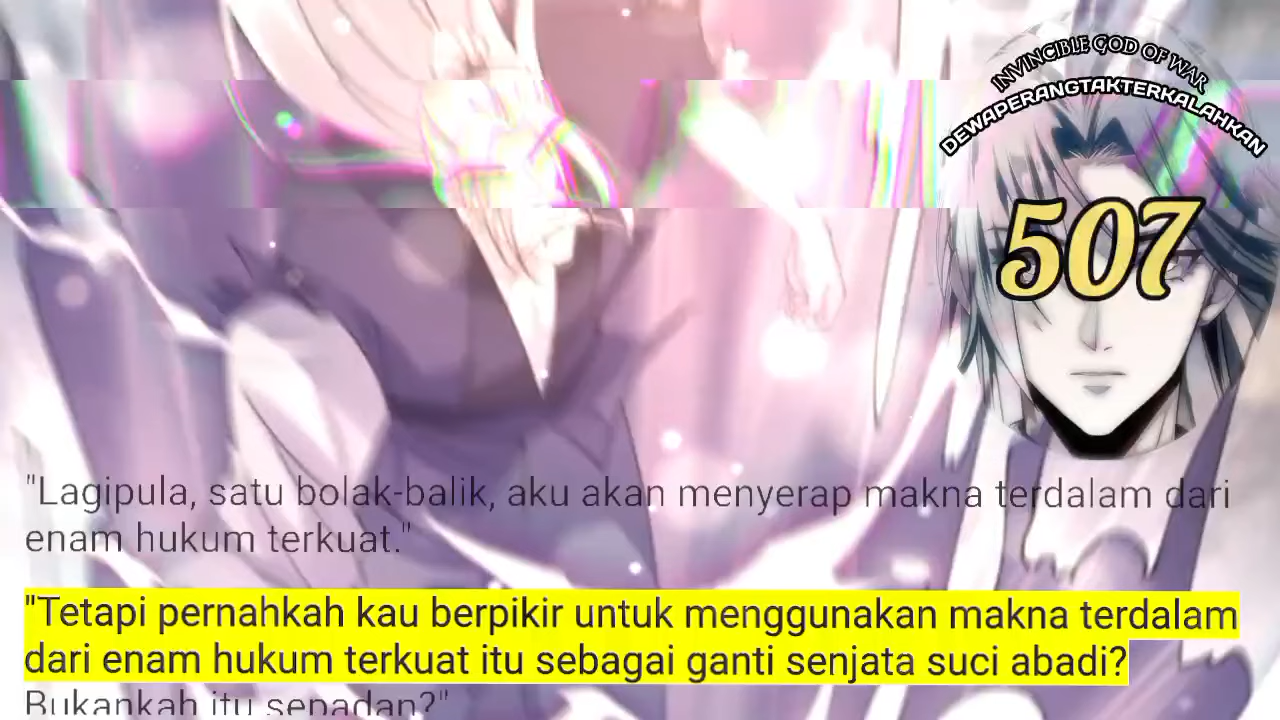 INVINCIBLE GOD OF WAR
DEWAPERANGTAKTERKALAHKAN
507
"Lagipula, satu bolak-balik, aku akan menyerap makna terdalam dari
enam hukum terkuat."
"Tetapi pernahkah kau berpikir untuk menggunakan makna terdalam
dari enam hukum terkuat itu sebagai ganti senjata suci abadi?
Bukankah itu sepadan?"